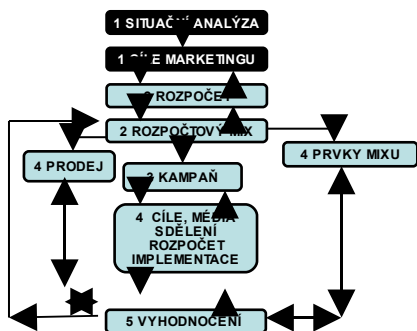 1 SITUAČNÍ ANALÝZA
1 CÍLE MARKETINGU
ROZPOČET
2 ROZPOČTOVÝ MIX
4 PRODEJ
4 PRVKY MIXU
3 KAMPAŇ
4 CÍLE, MÉDIA
SDĚLENÍ
ROZPOČET
IMPLEMENTACE
5 VYHODNOCENÍ